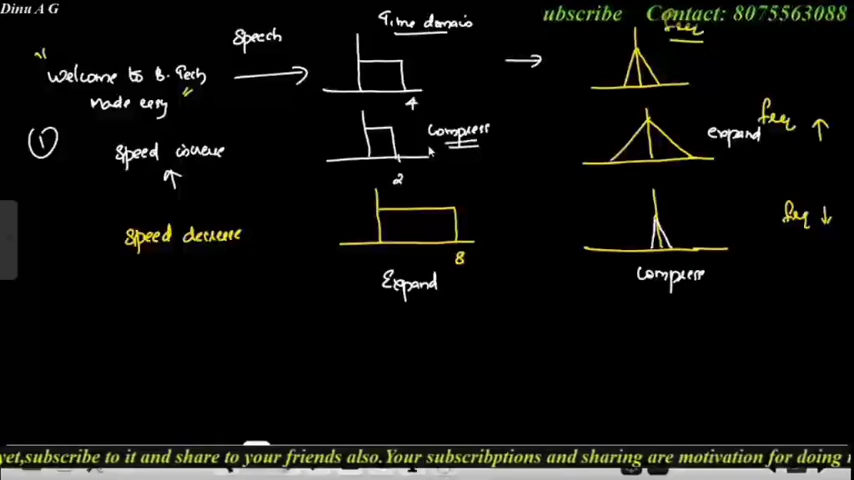 Dinu A G
ubscribe Contact: 8075563088
Time domain
freq
Speech
"Welcome to B. Tech
made easy"
4
①
Speed increase
Compress
2
expand
freq ↑
Speed decrease
8
Expand
freq ↓
Compress
yet,subscribe to it and share to your friends also.Your subscribptions and sharing are motivation for doing